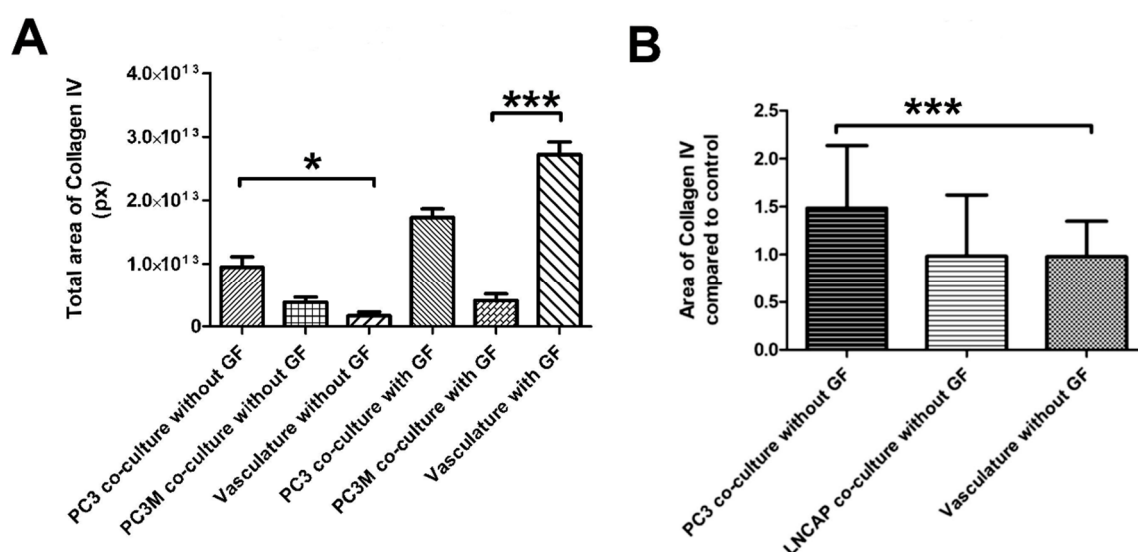 A
Total area of Collagen IV
(px)
4.0×10¹³
3.0×10¹³
2.0×10¹³
1.0×10¹³
0
*
***
PC3 co-culture without GF
PC3M co-culture without GF
Vasculature without GF
PC3 co-culture with GF
PC3M co-culture with GF
Vasculature with GF
B
Area of Collagen IV
compared to control
2.5
2.0
1.5
1.0
0.5
0.0
***
PC3 co-culture without GF
LNCAP co-culture without GF
Vasculature without GF